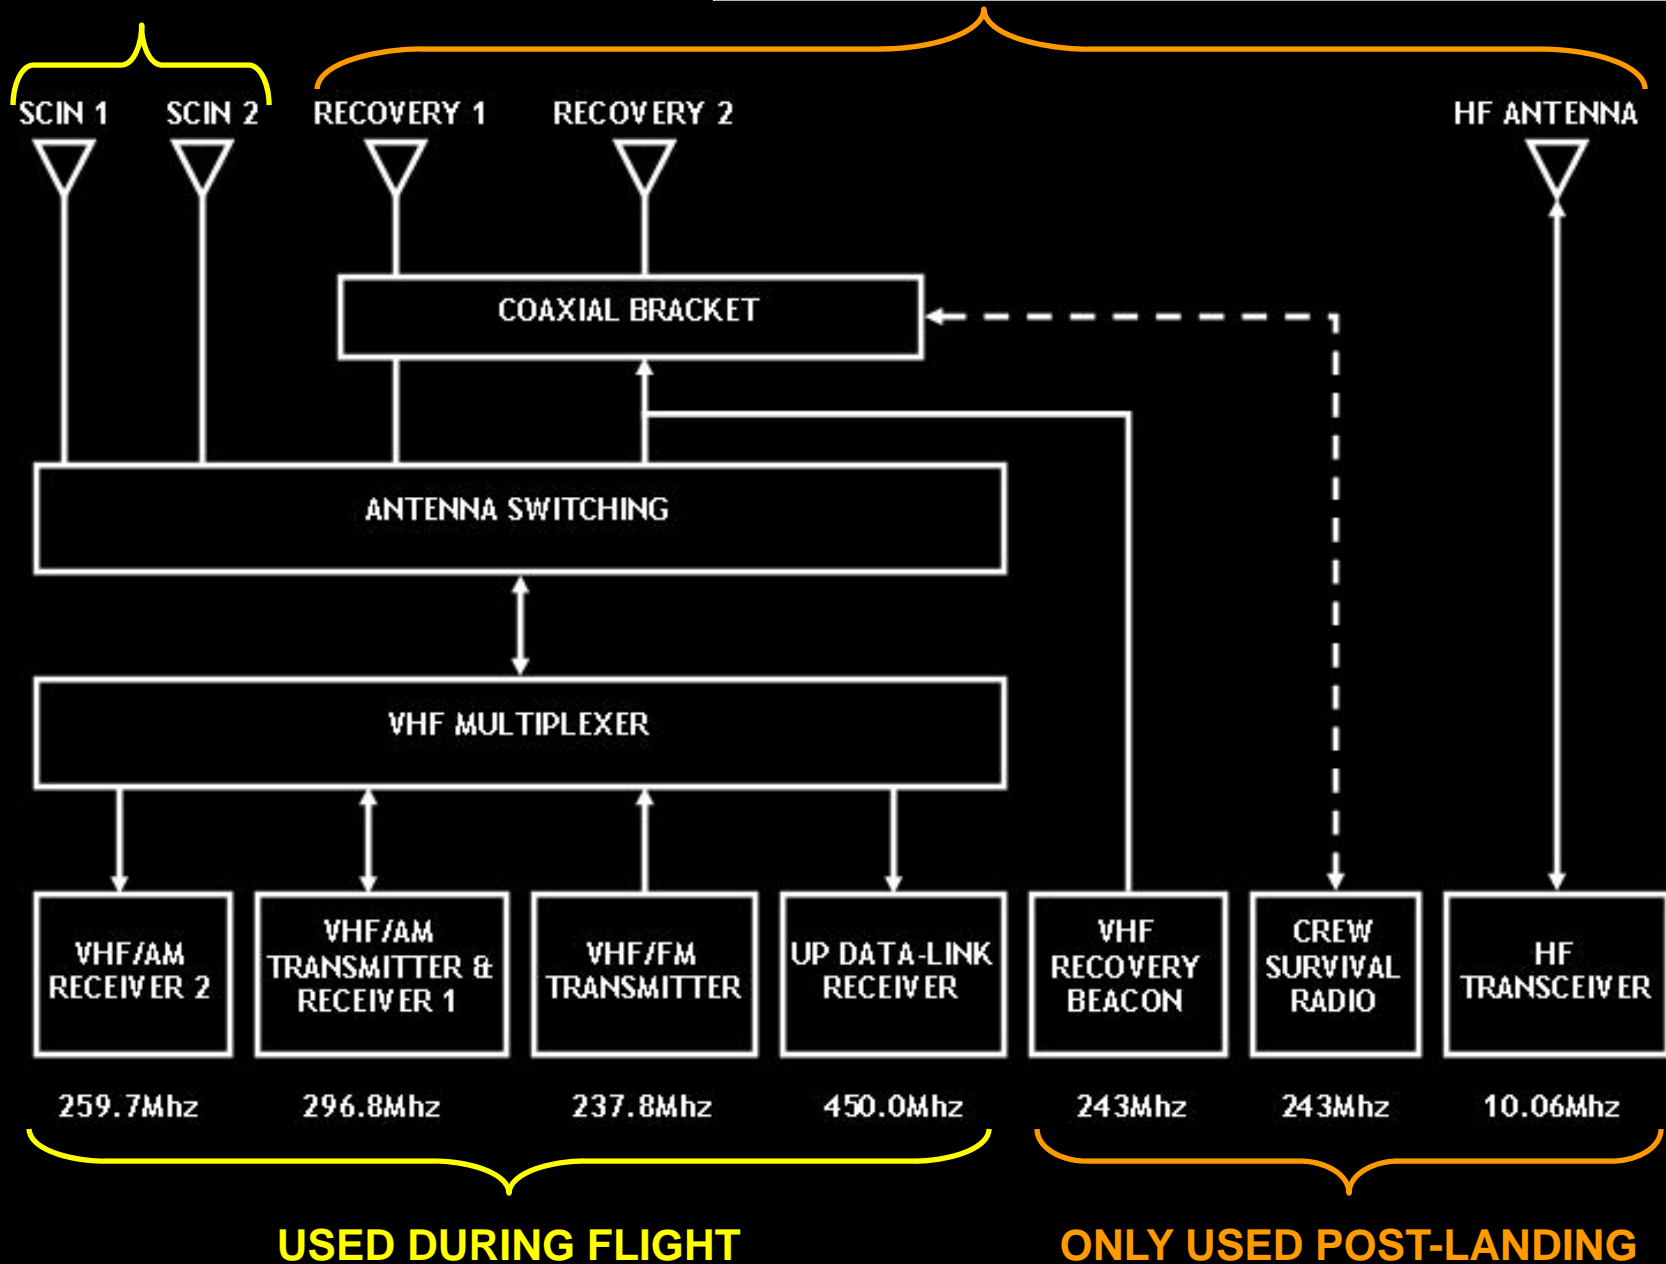 SCIN 1
SCIN 2
RECOVERY 1
RECOVERY 2
HF ANTENNA
COAXIAL BRACKET
ANTENNA SWITCHING
VHF MULTIPLEXER
VHF/AM
RECEIVER 2
VHF/AM
TRANSMITTER &
RECEIVER 1
VHF/FM
TRANSMITTER
UP DATA-LINK
RECEIVER
VHF
RECOVERY
BEACON
CREW
SURVIVAL
RADIO
HF
TRANSCEIVER
259.7Mhz
296.8Mhz
237.8Mhz
450.0Mhz
243Mhz
243Mhz
10.06Mhz
USED DURING FLIGHT
ONLY USED POST-LANDING